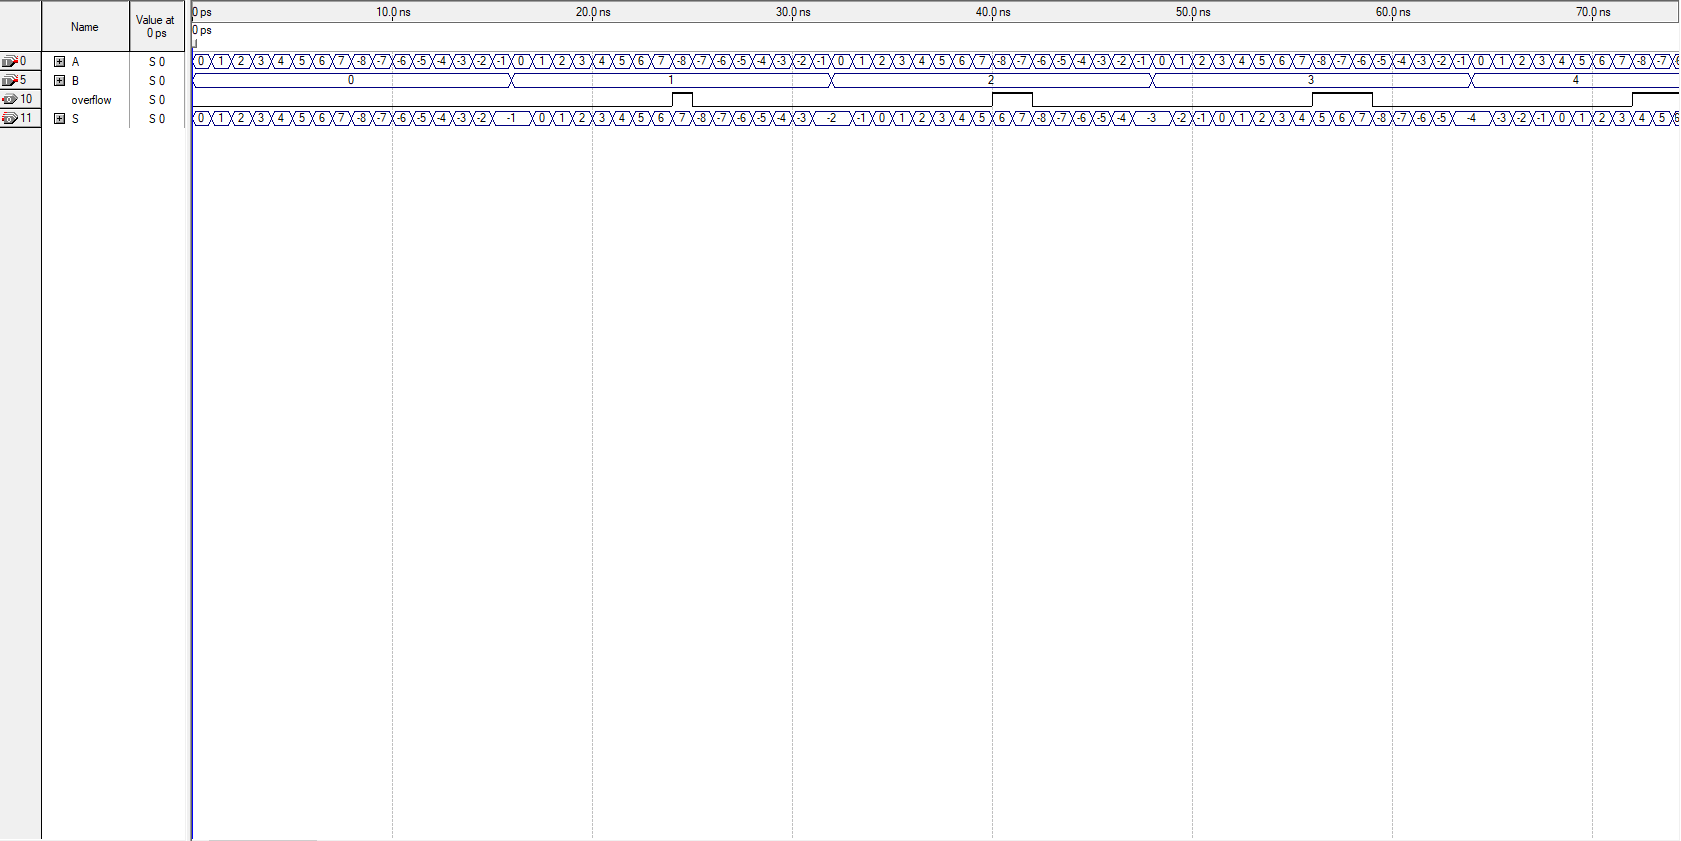 Name
Value at
0 ps
0 ps 10.0 ns 20.0 ns 30.0 ns 40.0 ns 50.0 ns 60.0 ns 70.0 ns
0 ps
0 A S 0 0 1 2 3 4 5 6 7 -8 -7 -6 -5 -4 -3 -2 -1 0 1 2 3 4 5 6 7 -8 -7 -6 -5 -4 -3 -2 -1 0 1 2 3 4 5 6 7 -8 -7 -6 -5 -4 -3 -2 -1 0 1 2 3 4 5 6 7 -8 -7 -6 -5 -4 -3 -2 -1 0 1 2 3 4 5 6 7 -8 -7
5 B S 0 0 1 2 3 4
10 overflow S 0
11 S S 0 0 1 2 3 4 5 6 7 -8 -7 -6 -5 -4 -3 -2 -1 0 1 2 3 4 5 6 7 -8 -7 -6 -5 -4 -3 -2 -1 0 1 2 3 4 5 6 7 -8 -7 -6 -5 -4 -3 -2 -1 0 1 2 3 4 5 6 7 -8 -7 -6 -5 -4 -3 -2 -1 0 1 2 3 4 5